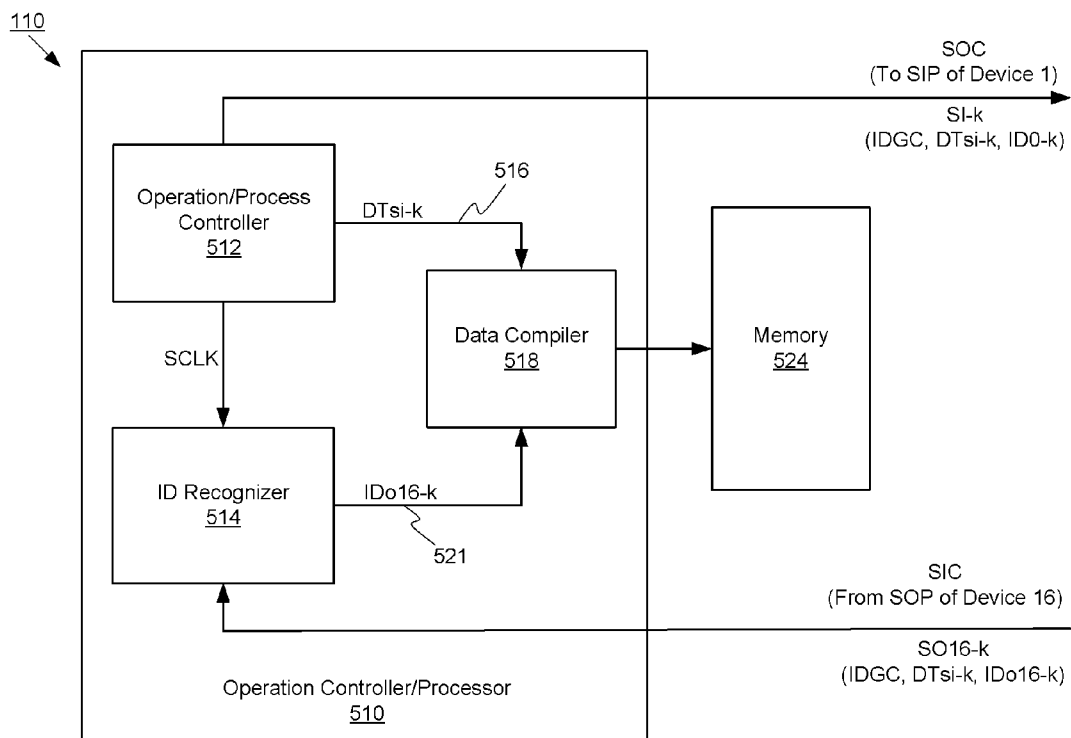 110
SOC
(To SIP of Device 1)
SI-k
(IDGC, DTsi-k, ID0-k)
Operation/Process
Controller
512
DTsi-k
516
Data Compiler
518
Memory
524
SCLK
ID Recognizer
514
IDo16-k
521
SIC
(From SOP of Device 16)
SO16-k
(IDGC, DTsi-k, IDo16-k)
Operation Controller/Processor
510